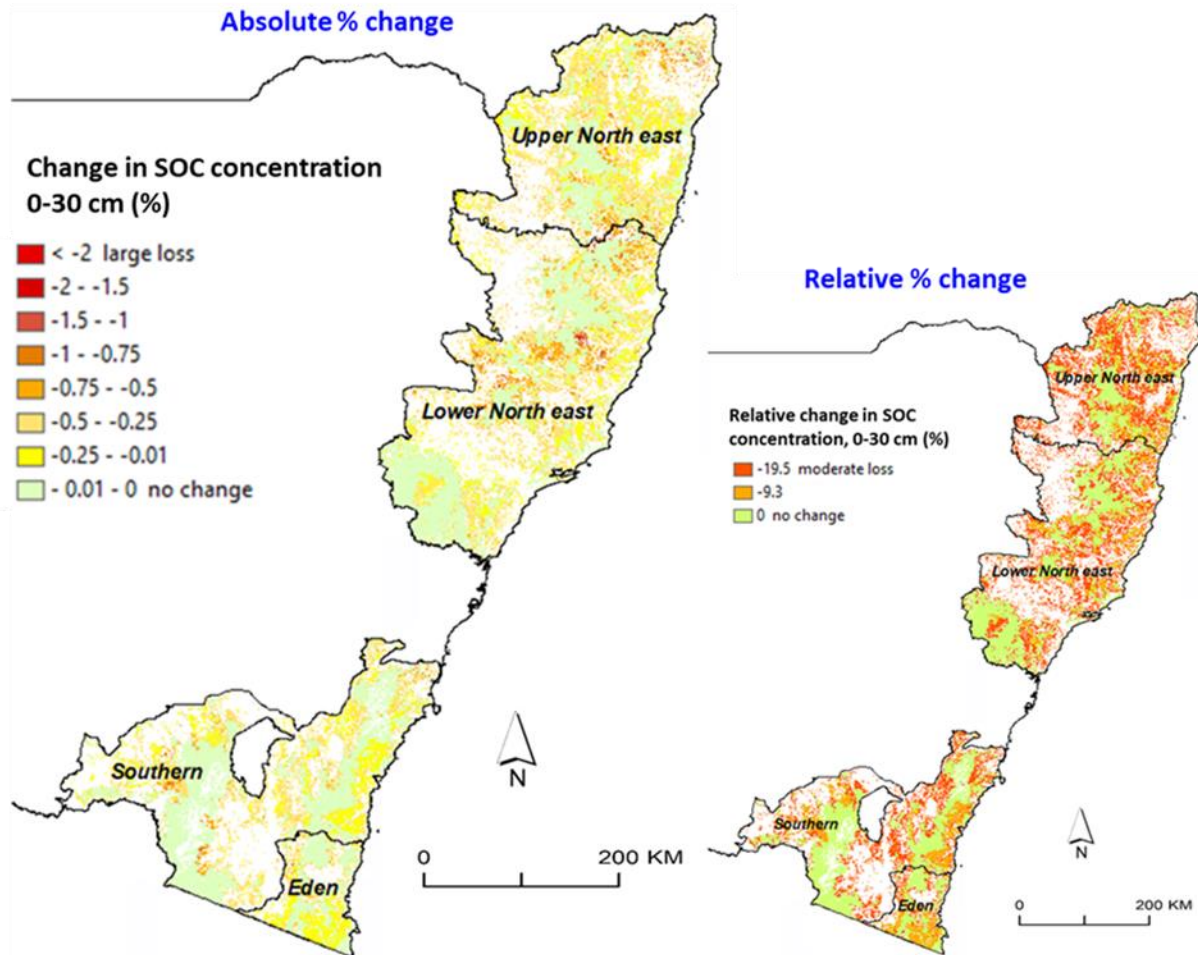 Absolute % change
Upper North east
Change in SOC concentration
0-30 cm (%)
< -2 large loss
-2 - -1.5
-1.5 - -1
-1 - -0.75
-0.75 - -0.5
-0.5 - -0.25
-0.25 - -0.01
- 0.01 - 0 no change
Lower North east
Southern
Eden
N
0 200 KM
Relative % change
Upper North east
Relative change in SOC
concentration, 0-30 cm (%)
-19.5 moderate loss
-9.3
0 no change
Lower North east
Southern
Eden
N
0 200 KM